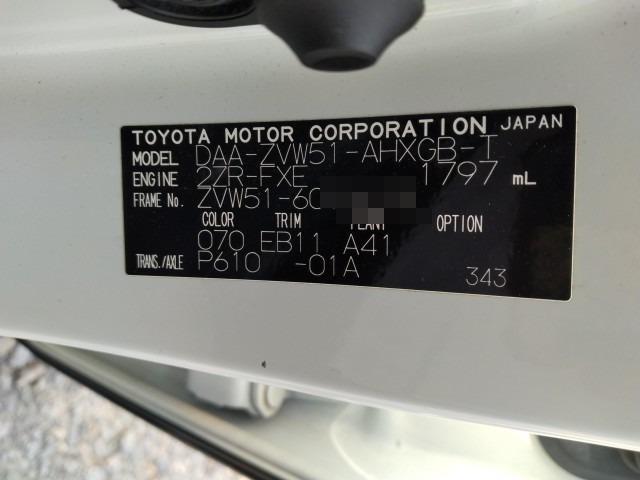 TOYOTA MOTOR CORPORATION JAPAN
MODEL DAA-ZVW51-AHXGB-I
ENGINE 2ZR-FXE 1797 mL
FRAME No. ZVW51-60
COLOR TRIM PLANT OPTION
070 EB11 A41
TRANS./AXLE P610 -01A 343